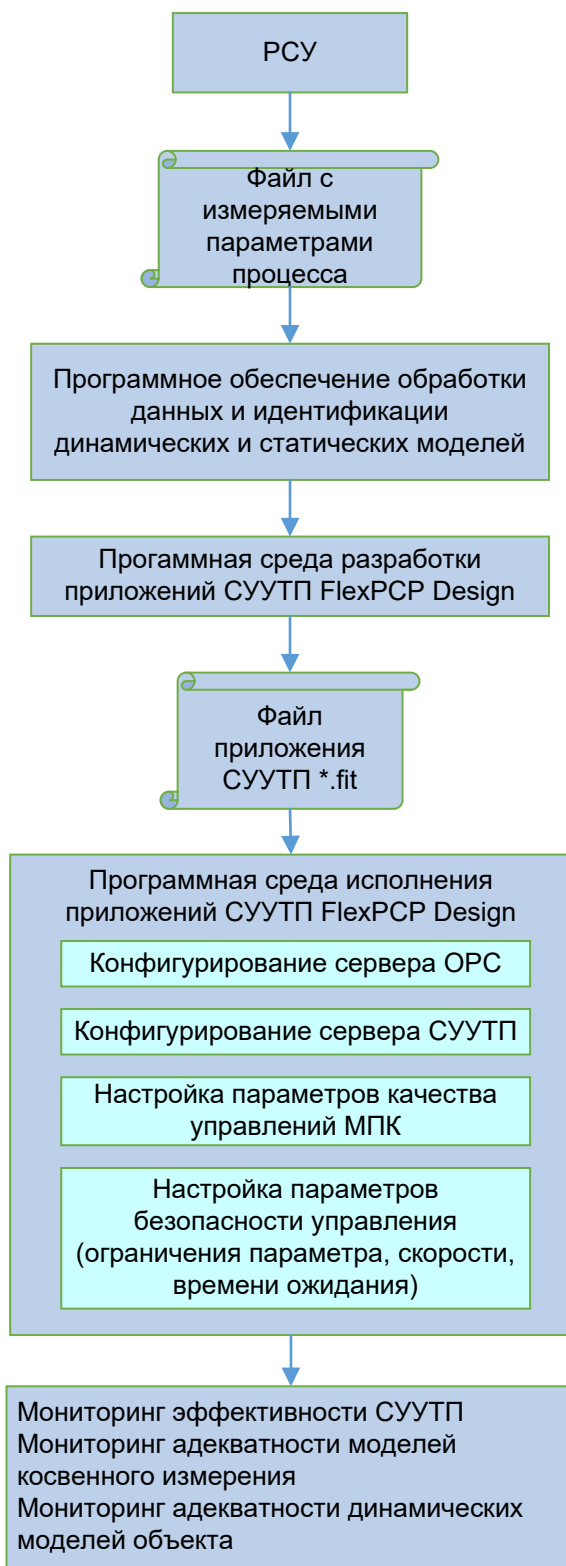 РСУ
Файл с
измеряемыми
параметрами
процесса
Программное обеспечение обработки
данных и идентификации
динамических и статических моделей
Прогаммная среда разработки
приложений СУУТП FlexPCP Design
Файл
приложения
СУУТП *.fit
Программная среда исполнения
приложений СУУТП FlexPCP Design
Конфигурирование сервера OPC
Конфигурирование сервера СУУТП
Настройка параметров качества
управлений МПК
Настройка параметров
безопасности управления
(ограничения параметра, скорости,
времени ожидания)
Мониторинг эффективности СУУТП
Мониторинг адекватности моделей
косвенного измерения
Мониторинг адекватности динамических
моделей объекта